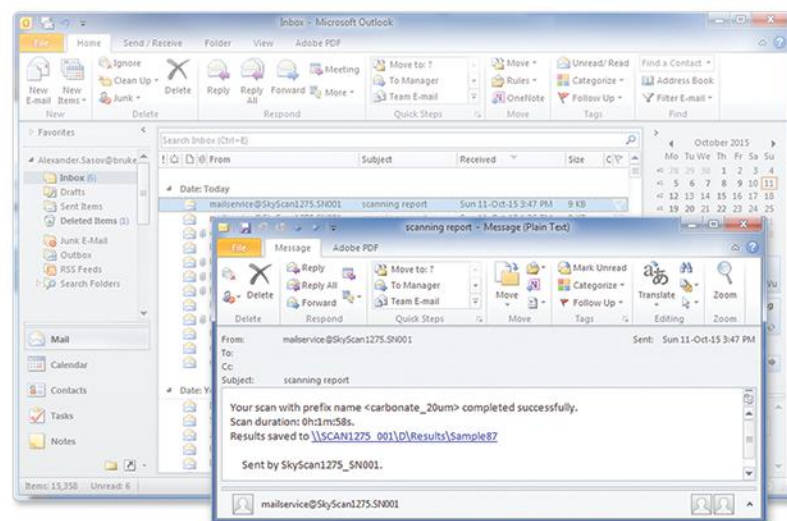 Inbox - Microsoft Outlook
File Home Send / Receive Folder View Adobe PDF
New E-mail
New Items
Ignore
Clean Up
Junk
Delete
Reply
Reply All
Forward
Meeting
More
Move to: ?
To Manager
Team E-mail
Move
Rules
OneNote
Unread/ Read
Categorize
Follow Up
Find a Contact
Address Book
Filter E-mail
New Delete Respond Quick Steps Move Tags Find
Favorites
Alexander.Sasov@bruke
Inbox (6)
Drafts
Sent Items
Deleted Items (1)
Junk E-Mail
Outbox
RSS Feeds
Search Folders
Mail
Calendar
Contacts
Tasks
Notes
Items: 15,358 Unread: 6
Search Inbox (Ctrl+E)
From Subject Received Size
Date: Today
mailservice@SkyScan1275.SN001 scanning report Sun 11-Oct-15 3:47 PM 9 KB
October 2015
Mo Tu We Th Fr Sa Su
28 29 30 1 2 3 4
5 6 7 8 9 10 11
12 13 14 15 16 17 18
19 20 21 22 23 24 25
scanning report - Message (Plain Text)
File Message Adobe PDF
Delete
Reply
Reply All
Forward
Move to: ?
To Manager
Team E-mail
Move
Mark Unread
Categorize
Follow Up
Translate
Zoom
Delete Respond Quick Steps Move Tags Editing Zoom
From: mailservice@SkyScan1275.SN001 Sent: Sun 11-Oct-15 3:47 PM
To:
Cc:
Subject: scanning report
Your scan with prefix name <carbonate_20um> completed successfully.
Scan duration: 0h:1m:58s.
Results saved to \\SCAN1275_001\D\Results\Sample87
Sent by SkyScan1275_SN001.
mailservice@SkyScan1275.SN001